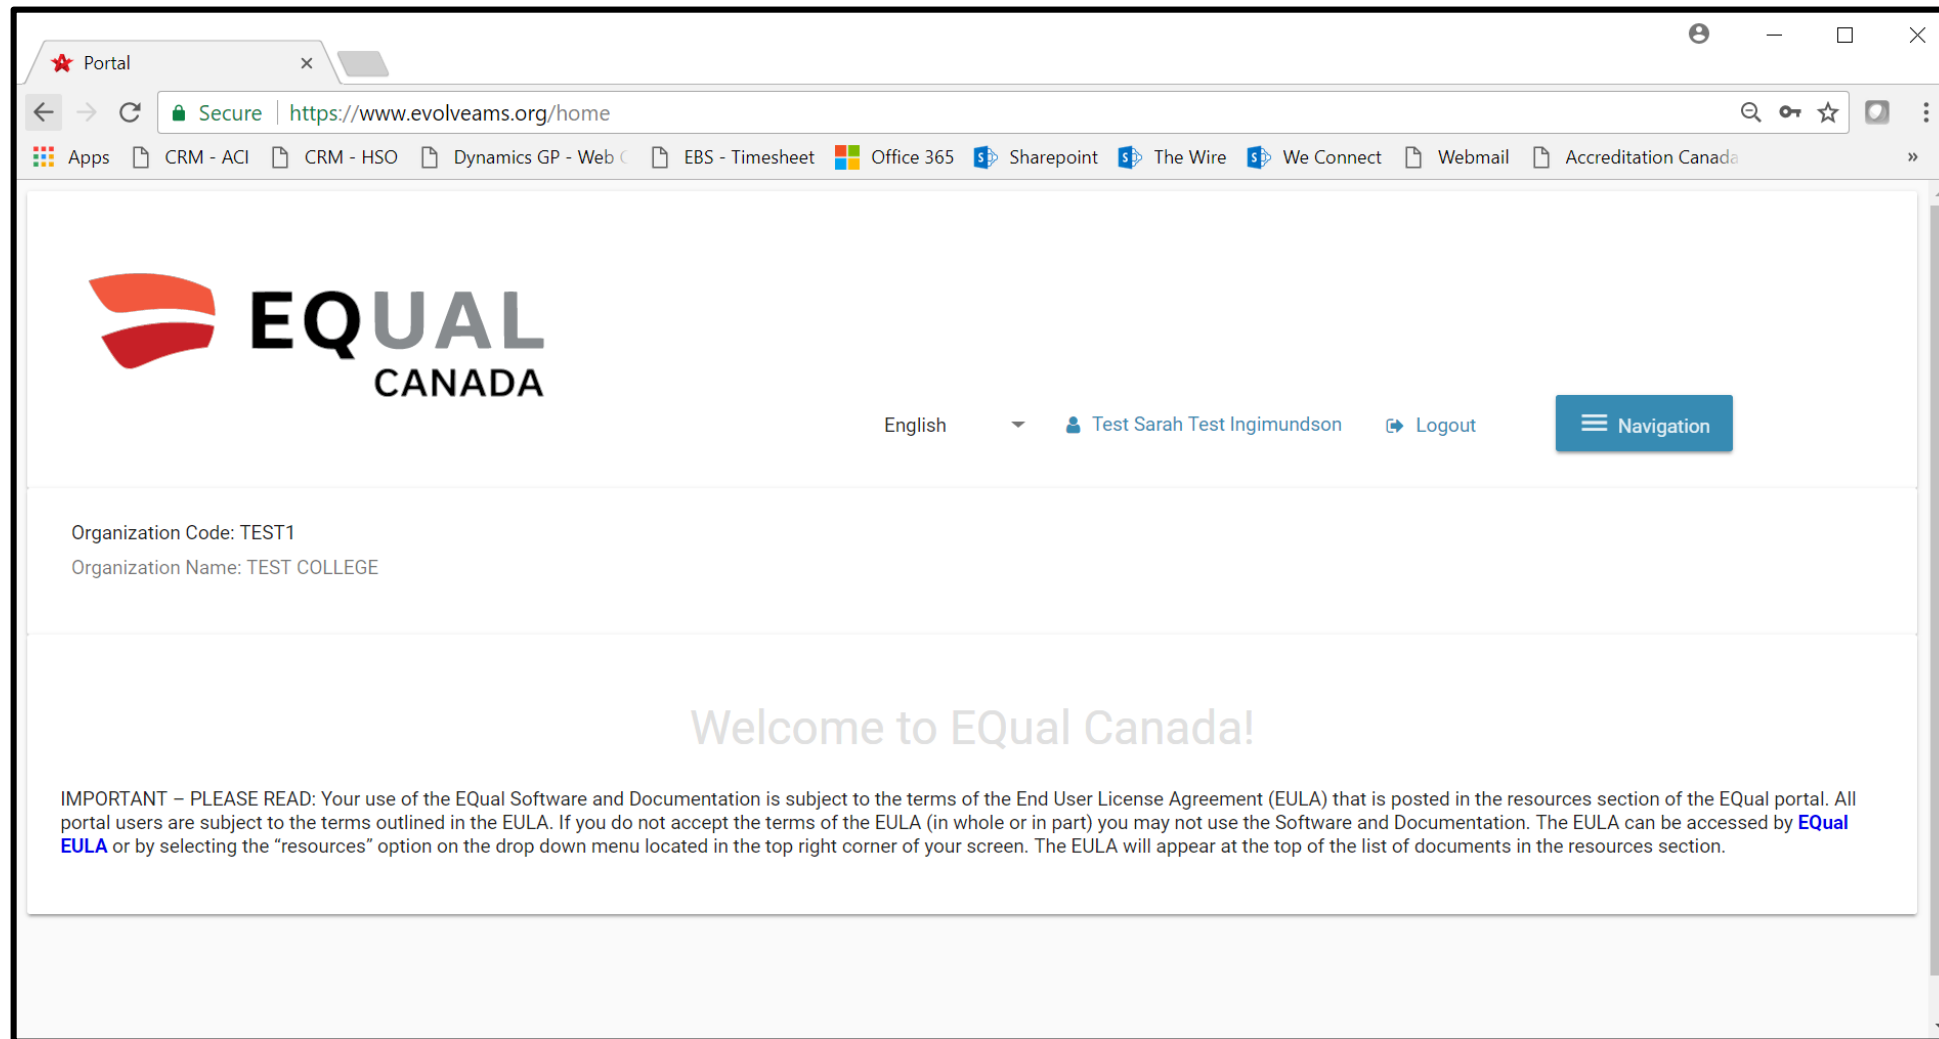 Portal
Secure https://www.evolveams.org/home
Apps CRM - ACI CRM - HSO Dynamics GP - Web EBS - Timesheet Office 365 Sharepoint The Wire We Connect Webmail Accreditation Canada
EQUAL
CANADA
English Test Sarah Test Ingimundson Logout Navigation
Organization Code: TEST1
Organization Name: TEST COLLEGE
Welcome to EQual Canada!
IMPORTANT – PLEASE READ: Your use of the EQual Software and Documentation is subject to the terms of the End User License Agreement (EULA) that is posted in the resources section of the EQual portal. All
portal users are subject to the terms outlined in the EULA. If you do not accept the terms of the EULA (in whole or in part) you may not use the Software and Documentation. The EULA can be accessed by EQual
EULA or by selecting the “resources” option on the drop down menu located in the top right corner of your screen. The EULA will appear at the top of the list of documents in the resources section.